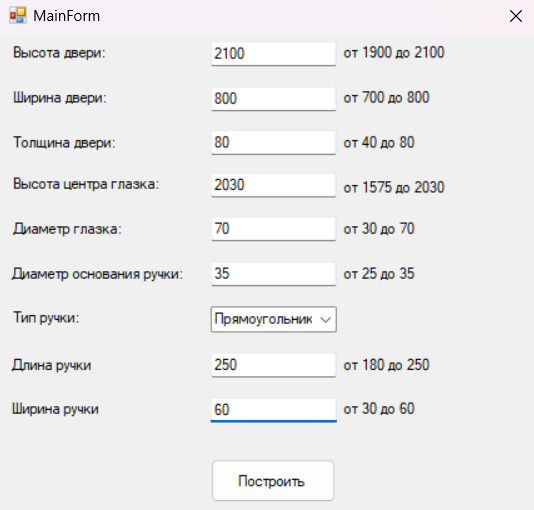 MainForm
Высота двери: 2100 от 1900 до 2100
Ширина двери: 800 от 700 до 800
Толщина двери: 80 от 40 до 80
Высота центра глазка: 2030 от 1575 до 2030
Диаметр глазка: 70 от 30 до 70
Диаметр основания ручки: 35 от 25 до 35
Тип ручки: Прямоугольник
Длина ручки 250 от 180 до 250
Ширина ручки 60 от 30 до 60
Построить